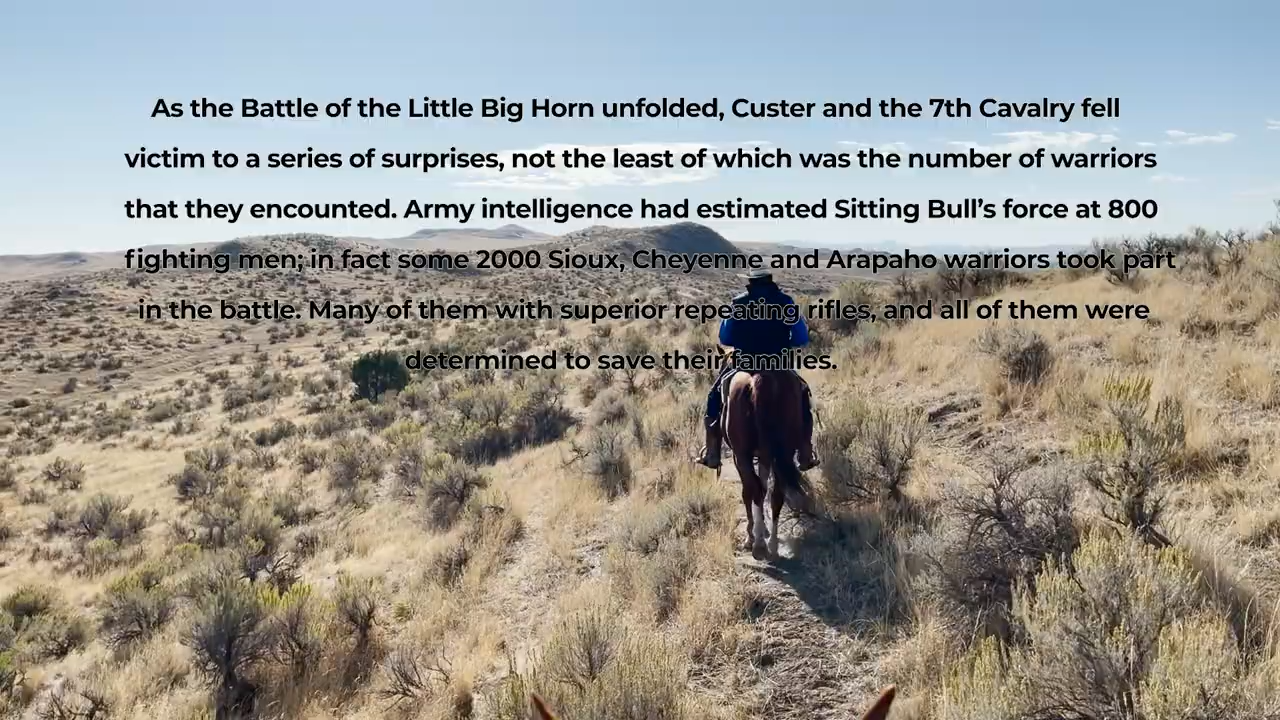 As the Battle of the Little Big Horn unfolded, Custer and the 7th Cavalry fell
victim to a series of surprises, not the least of which was the number of warriors
that they encounted. Army intelligence had estimated Sitting Bull’s force at 800
fighting men; in fact some 2000 Sioux, Cheyenne and Arapaho warriors took part
in the battle. Many of them with superior repeating rifles, and all of them were
determined to save their families.